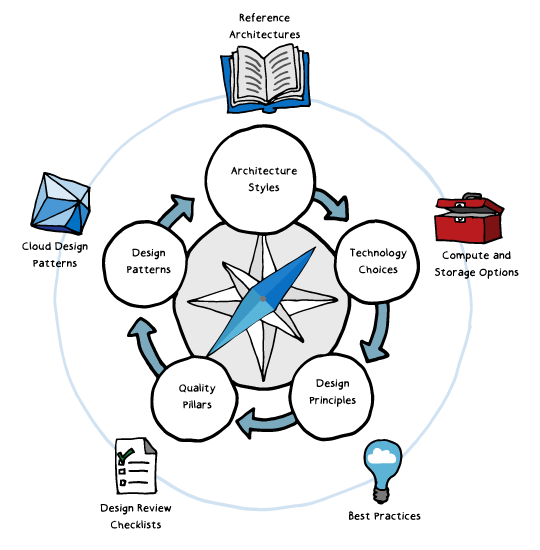 Reference
Architectures
Architecture
Styles
Cloud Design
Patterns
Design
Patterns
Technology
Choices
Compute and
Storage Options
Quality
Pillars
Design
Principles
Design Review
Checklists
Best Practices